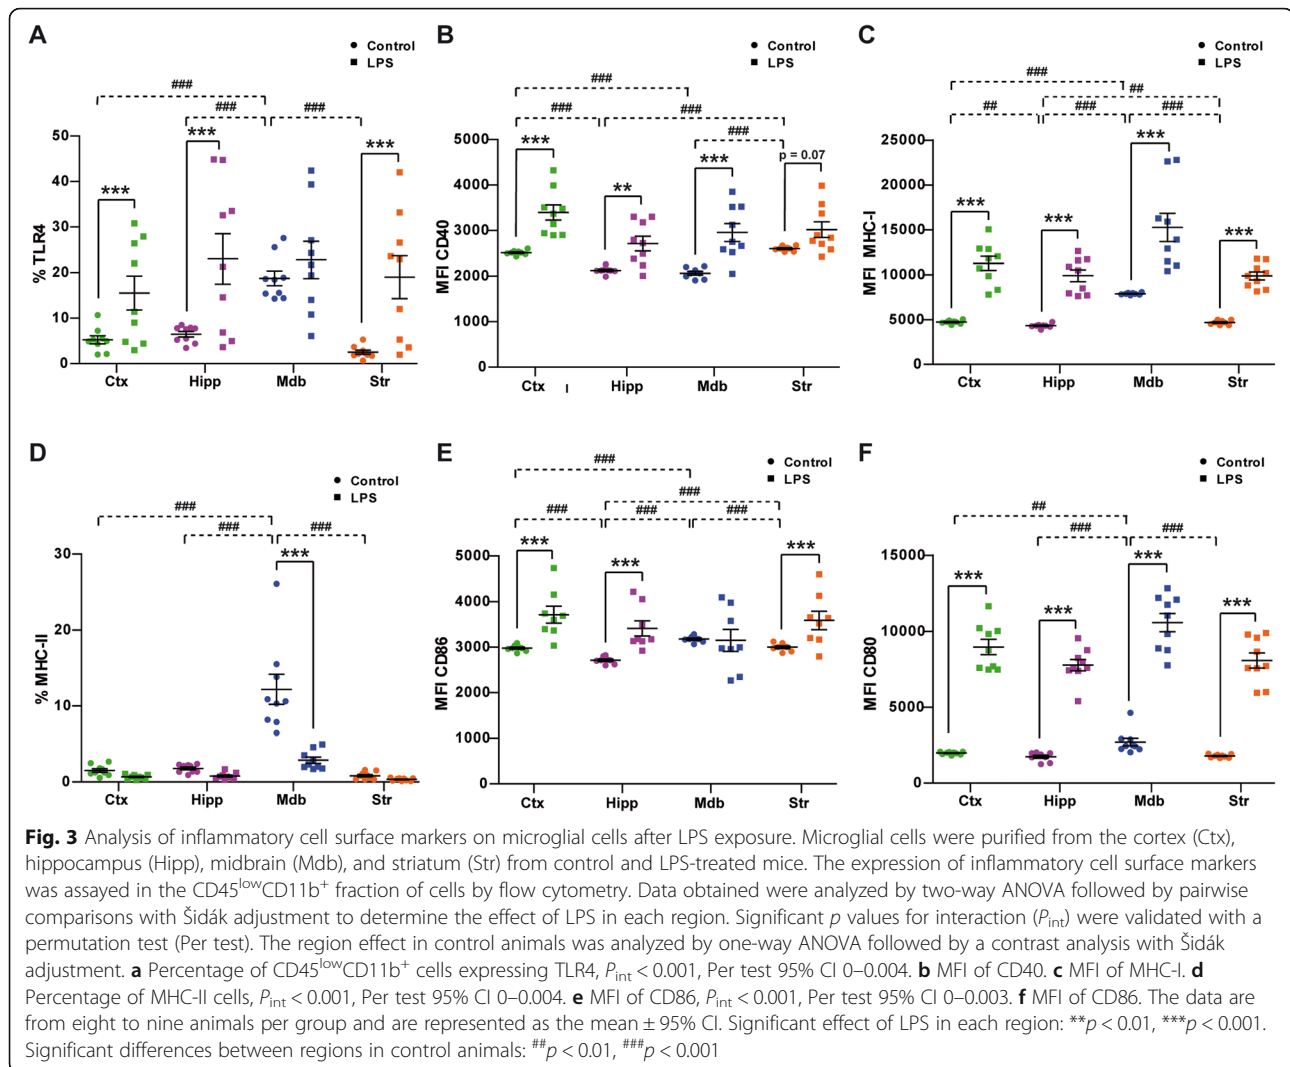 A
● Control
■ LPS
###
###
###
***
***
***
% TLR4
50
40
30
20
10
0
Ctx
Hipp
Mdb
Str
B
● Control
■ LPS
###
###
###
###
***
**
***
p = 0.07
MFI CD40
5000
4000
3000
2000
1000
0
Ctx
Hipp
Mdb
Str
C
● Control
■ LPS
###
##
##
###
###
***
***
***
***
MFI MHC-I
25000
20000
15000
10000
5000
0
Ctx
Hipp
Mdb
Str
D
● Control
■ LPS
###
###
###
***
% MHC-II
30
20
10
0
Ctx
Hipp
Mdb
Str
E
● Control
■ LPS
###
###
###
###
###
***
***
***
MFI CD86
5000
4000
3000
2000
1000
0
Ctx
Hipp
Mdb
Str
F
● Control
■ LPS
##
###
###
***
***
***
***
MFI CD80
15000
10000
5000
0
Ctx
Hipp
Mdb
Str
Fig. 3 Analysis of inflammatory cell surface markers on microglial cells after LPS exposure. Microglial cells were purified from the cortex (Ctx),
hippocampus (Hipp), midbrain (Mdb), and striatum (Str) from control and LPS-treated mice. The expression of inflammatory cell surface markers
was assayed in the CD45lowCD11b+ fraction of cells by flow cytometry. Data obtained were analyzed by two-way ANOVA followed by pairwise
comparisons with Šidák adjustment to determine the effect of LPS in each region. Significant p values for interaction (Pint) were validated with a
permutation test (Per test). The region effect in control animals was analyzed by one-way ANOVA followed by a contrast analysis with Šidák
adjustment. a Percentage of CD45lowCD11b+ cells expressing TLR4, Pint < 0.001, Per test 95% CI 0–0.004. b MFI of CD40. c MFI of MHC-I. d
Percentage of MHC-II cells, Pint < 0.001, Per test 95% CI 0–0.004. e MFI of CD86, Pint < 0.001, Per test 95% CI 0–0.003. f MFI of CD86. The data are
from eight to nine animals per group and are represented as the mean ± 95% CI. Significant effect of LPS in each region: **p < 0.01, ***p < 0.001.
Significant differences between regions in control animals: ##p < 0.01, ###p < 0.001